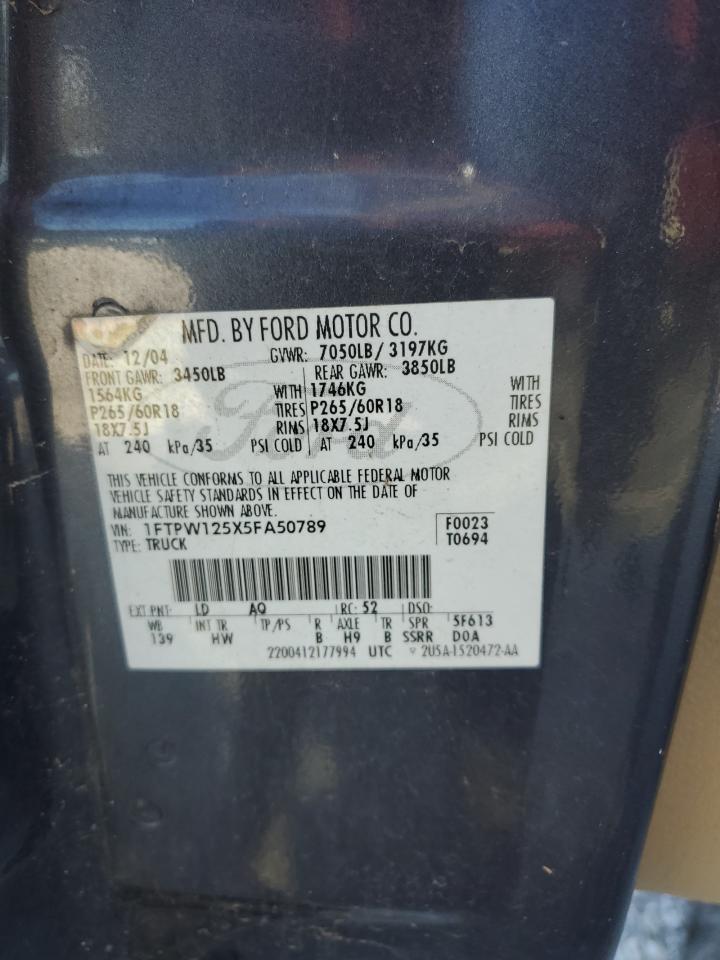 MFD. BY FORD MOTOR CO.
DATE: 12/04 GVWR: 7050LB/ 3197KG
FRONT GAWR: 3450LB REAR GAWR: 3850LB
1564KG WITH 1746KG WITH
P265/60R18 TIRES P265/60R18 TIRES
18X7.5J RIMS 18X7.5J RIMS
AT 240 kPa/35 PSI COLD AT 240 kPa/35 PSI COLD
Ford
THIS VEHICLE CONFORMS TO ALL APPLICABLE FEDERAL MOTOR
VEHICLE SAFETY STANDARDS IN EFFECT ON THE DATE OF
MANUFACTURE SHOWN ABOVE.
VIN: 1FTPW125X5FA50789 F0023
TYPE: TRUCK T0694
EXT PNT: LD AQ RC: 52 DSO:
WB INT TR TP/PS R AXLE TR SPR 5F613
139 HW B H9 B SSRR DOA
2200412177994 UTC 2U5A-1520472-AA